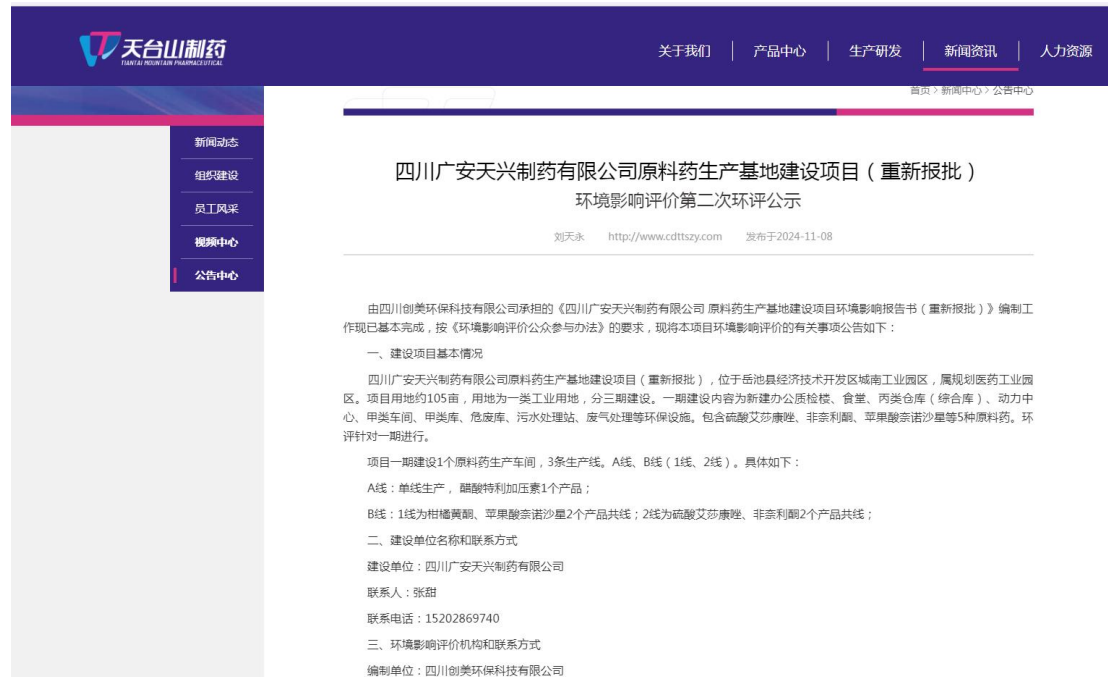 天台山制药
TIANTAI MOUNTAIN PHARMACEUTICAL
关于我们 产品中心 生产研发 新闻资讯 人力资源
首页 > 新闻中心 > 公告中心
新闻动态
组织建设
员工风采
视频中心
公告中心
四川广安天兴制药有限公司原料药生产基地建设项目（重新报批）
环境影响评价第二次环评公示
刘天永 http://www.cdttszy.com 发布于2024-11-08
由四川创美环保科技有限公司承担的《四川广安天兴制药有限公司 原料药生产基地建设项目环境影响报告书（重新报批）》编制工
作现已基本完成，按《环境影响评价公众参与办法》的要求，现将本项目环境影响评价的有关事项公告如下：
一、建设项目基本情况
四川广安天兴制药有限公司原料药生产基地建设项目（重新报批），位于岳池县经济技术开发区城南工业园区，属规划医药工业园
区。项目用地约105亩，用地为一类工业用地，分三期建设。一期建设内容为新建办公质检楼、食堂、丙类仓库（综合库）、动力中
心、甲类车间、甲类库、危废库、污水处理站、废气处理等环保设施。包含硫酸艾莎康唑、非奈利酮、苹果酸奈诺沙星等5种原料药。环
评针对一期进行。
项目一期建设1个原料药生产车间，3条生产线。A线、B线（1线、2线）。具体如下：
A线：单线生产， 醋酸特利加压素1个产品；
B线：1线为柑橘黄酮、苹果酸奈诺沙星2个产品共线；2线为硫酸艾莎康唑、非奈利酮2个产品共线；
二、建设单位名称和联系方式
建设单位：四川广安天兴制药有限公司
联系人：张甜
联系电话：15202869740
三、环境影响评价机构和联系方式
编制单位：四川创美环保科技有限公司